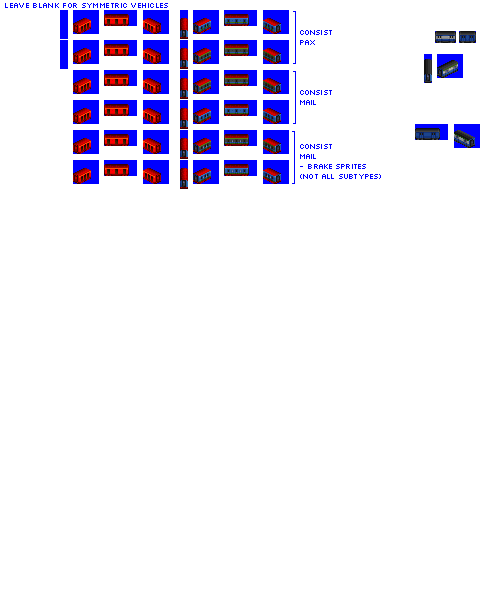 LEAVE BLANK FOR SYMMETRIC VEHICLES
CONSIST
PAX
CONSIST
MAIL
CONSIST
MAIL
- BRAKE SPRITES
(NOT ALL SUBTYPES)